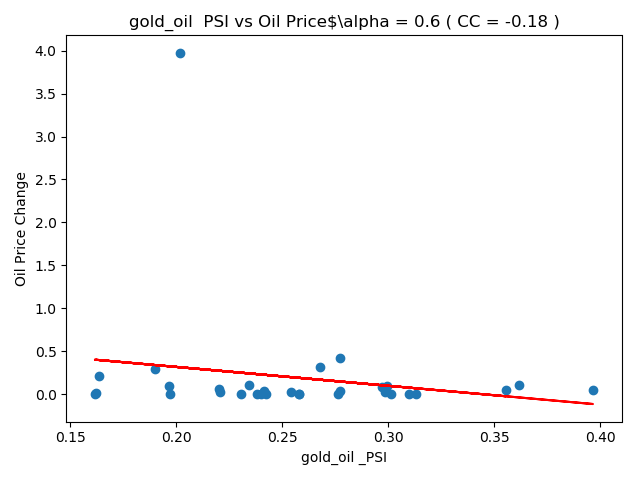 gold_oil  PSI vs Oil Price$\alpha = 0.6 ( CC = -0.18 )
4.0
3.5
3.0
2.5
2.0
1.5
1.0
0.5
0.0
Oil Price Change
0.15 0.20 0.25 0.30 0.35 0.40
gold_oil _PSI